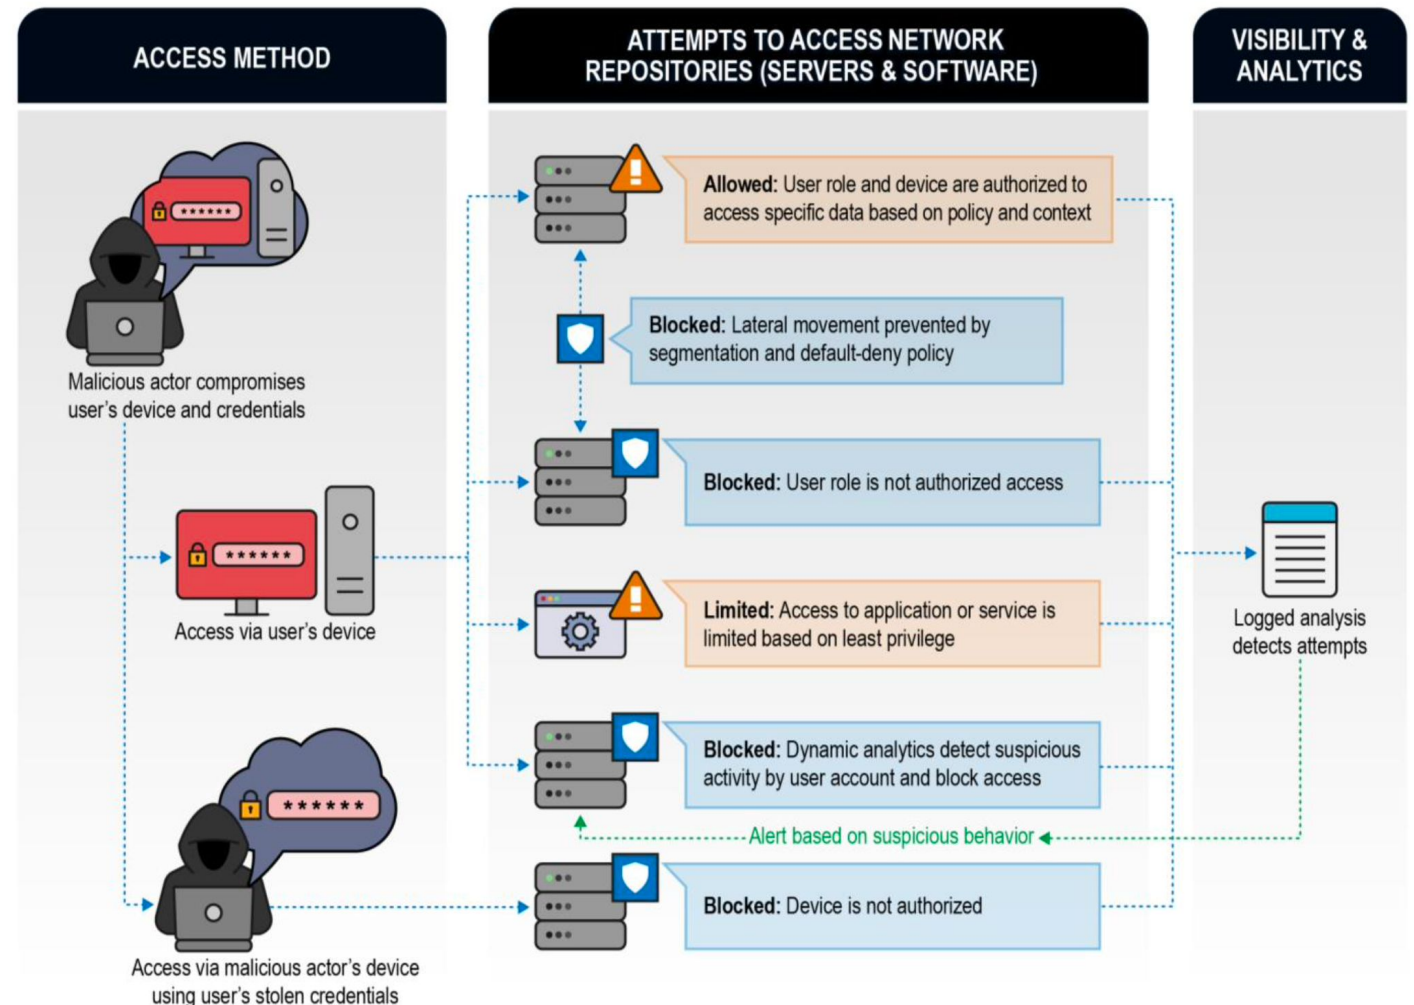 ACCESS METHOD
ATTEMPTS TO ACCESS NETWORK
REPOSITORIES (SERVERS & SOFTWARE)
VISIBILITY &
ANALYTICS
******
Malicious actor compromises
user's device and credentials
******
Access via user's device
******
Access via malicious actor's device
using user's stolen credentials
Allowed: User role and device are authorized to
access specific data based on policy and context
Blocked: Lateral movement prevented by
segmentation and default-deny policy
Blocked: User role is not authorized access
Limited: Access to application or service is
limited based on least privilege
Blocked: Dynamic analytics detect suspicious
activity by user account and block access
Alert based on suspicious behavior
Blocked: Device is not authorized
Logged analysis
detects attempts